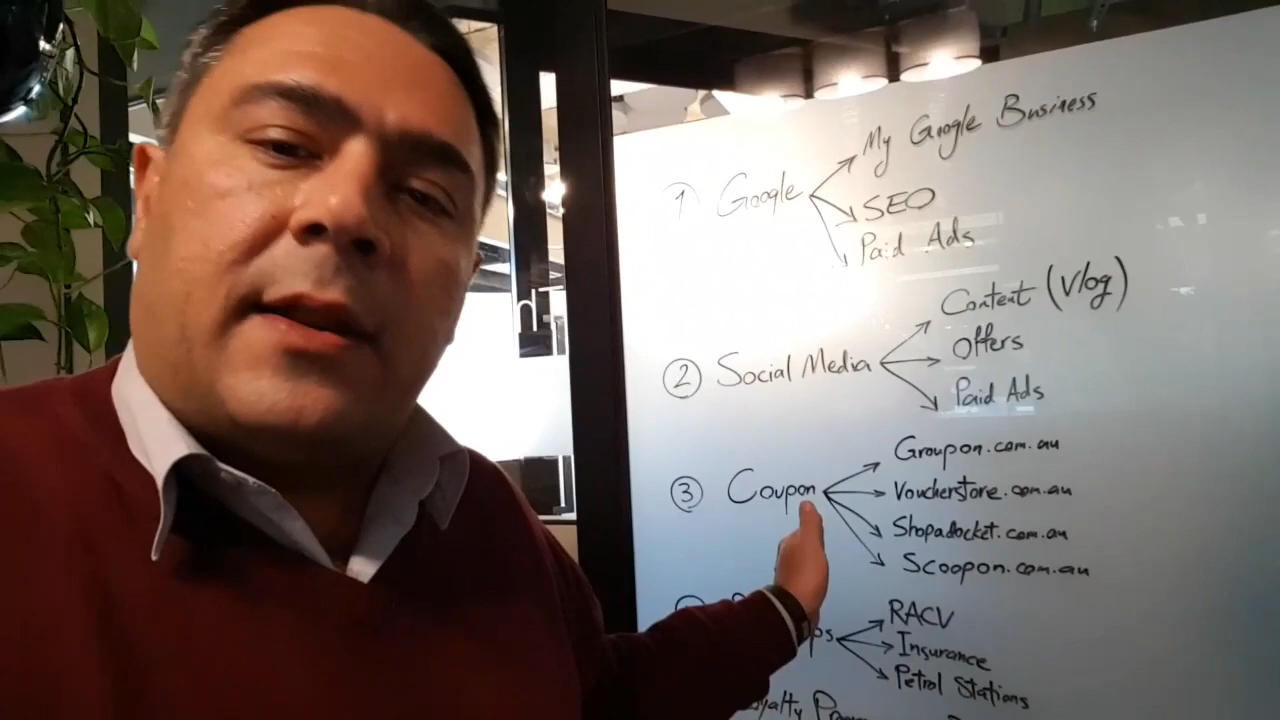 1 Google
My Google Business
SEO
Paid Ads
2 Social Media
Content (Vlog)
Offers
Paid Ads
3 Coupon
Groupon.com.au
Voucherstore.com.au
Shopadocket.com.au
Scoopon.com.au
RACV
Insurance
Petrol Stations